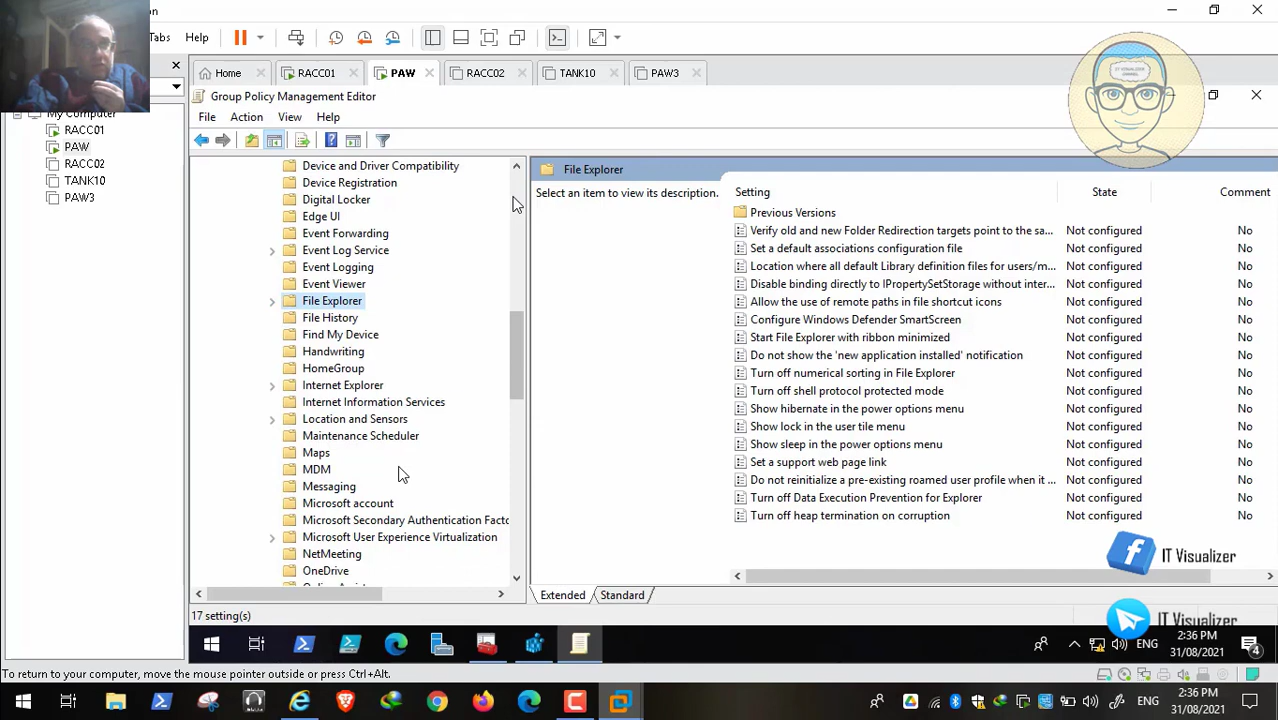 on
Tabs
Help
Home
RACC01
PAW
RACC02
TANK10
PAW3
My Computer
RACC01
PAW
RACC02
TANK10
PAW3
Group Policy Management Editor
File
Action
View
Help
Device and Driver Compatibility
Device Registration
Digital Locker
Edge UI
Event Forwarding
Event Log Service
Event Logging
Event Viewer
File Explorer
File History
Find My Device
Handwriting
HomeGroup
Internet Explorer
Internet Information Services
Location and Sensors
Maintenance Scheduler
Maps
MDM
Messaging
Microsoft account
Microsoft Secondary Authentication Facto
Microsoft User Experience Virtualization
NetMeeting
OneDrive
File Explorer
Select an item to view its description.
Setting State Comment
Previous Versions
Verify old and new Folder Redirection targets point to the sa... Not configured No
Set a default associations configuration file Not configured No
Location where all default Library definition files for users/m... Not configured No
Disable binding directly to IPropertySetStorage without inter... Not configured No
Allow the use of remote paths in file shortcut icons Not configured No
Configure Windows Defender SmartScreen Not configured No
Start File Explorer with ribbon minimized Not configured No
Do not show the 'new application installed' notification Not configured No
Turn off numerical sorting in File Explorer Not configured No
Turn off shell protocol protected mode Not configured No
Show hibernate in the power options menu Not configured No
Show lock in the user tile menu Not configured No
Show sleep in the power options menu Not configured No
Set a support web page link Not configured No
Do not reinitialize a pre-existing roamed user profile when it ... Not configured No
Turn off Data Execution Prevention for Explorer Not configured No
Turn off heap termination on corruption Not configured No
IT VISUALIZER
CHANNEL
IT Visualizer
IT Visualizer
Extended
Standard
17 setting(s)
ENG
2:36 PM
31/08/2021
4
To return to your computer, move the mouse pointer outside or press Ctrl+Alt.
ENG
2:36 PM
31/08/2021